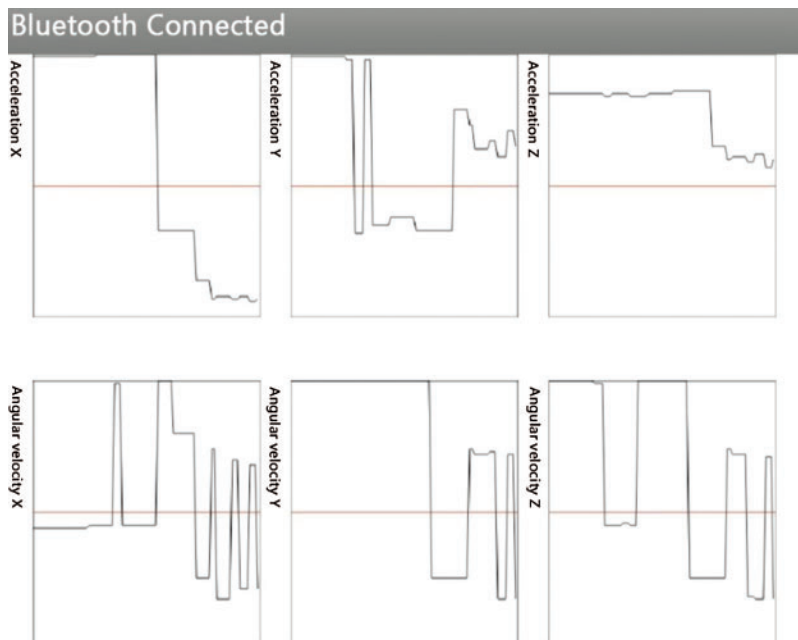 Bluetooth Connected
Acceleration X
Acceleration Y
Acceleration Z
Angular velocity X
Angular velocity Y
Angular velocity Z